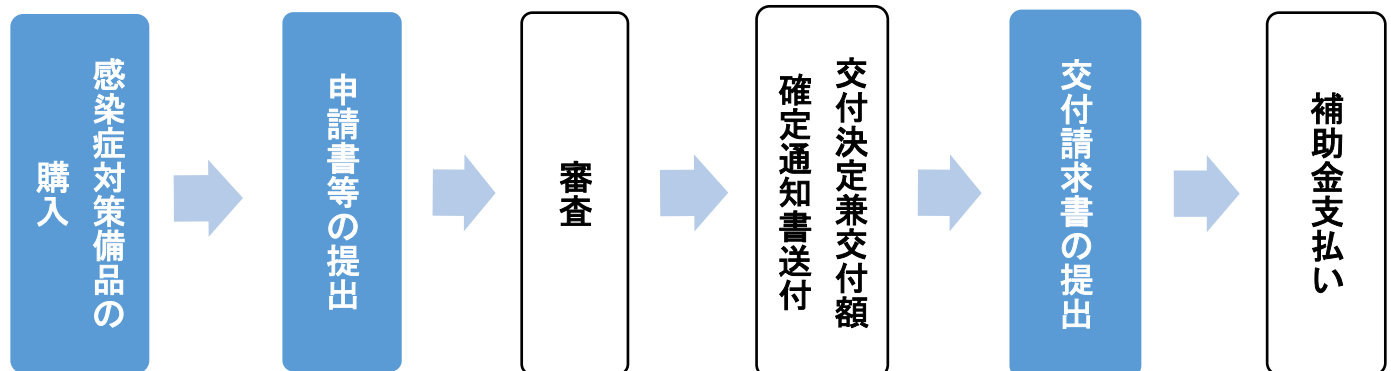 感染症対策備品の
購入
申請書等の提出
審査
交付決定兼交付額
確定通知書送付
交付請求書の提出
補助金支払い